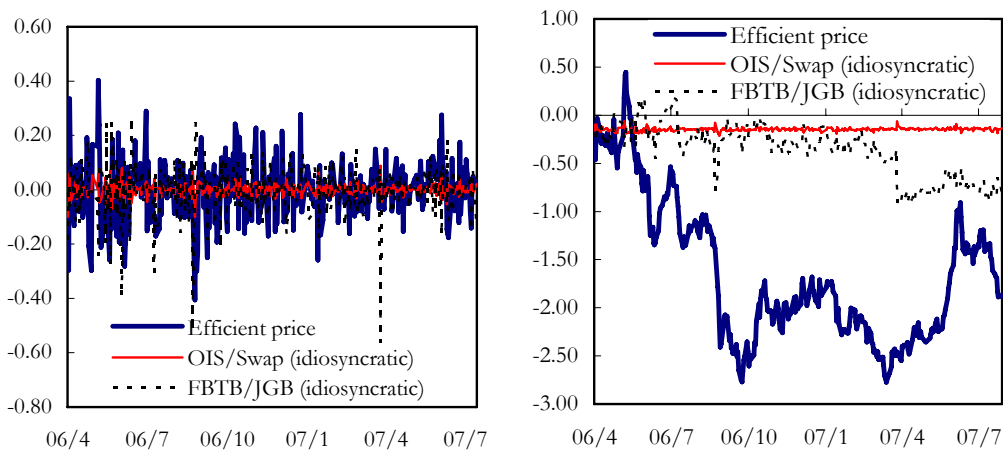 0.60
0.40
0.20
0.00
-0.20
-0.40
-0.60
-0.80
Efficient price
OIS/Swap (idiosyncratic)
FBTB/JGB (idiosyncratic)
06/4 06/7 06/10 07/1 07/4 07/7
1.00
0.50
0.00
-0.50
-1.00
-1.50
-2.00
-2.50
-3.00
Efficient price
OIS/Swap (idiosyncratic)
FBTB/JGB (idiosyncratic)
06/4 06/7 06/10 07/1 07/4 07/7